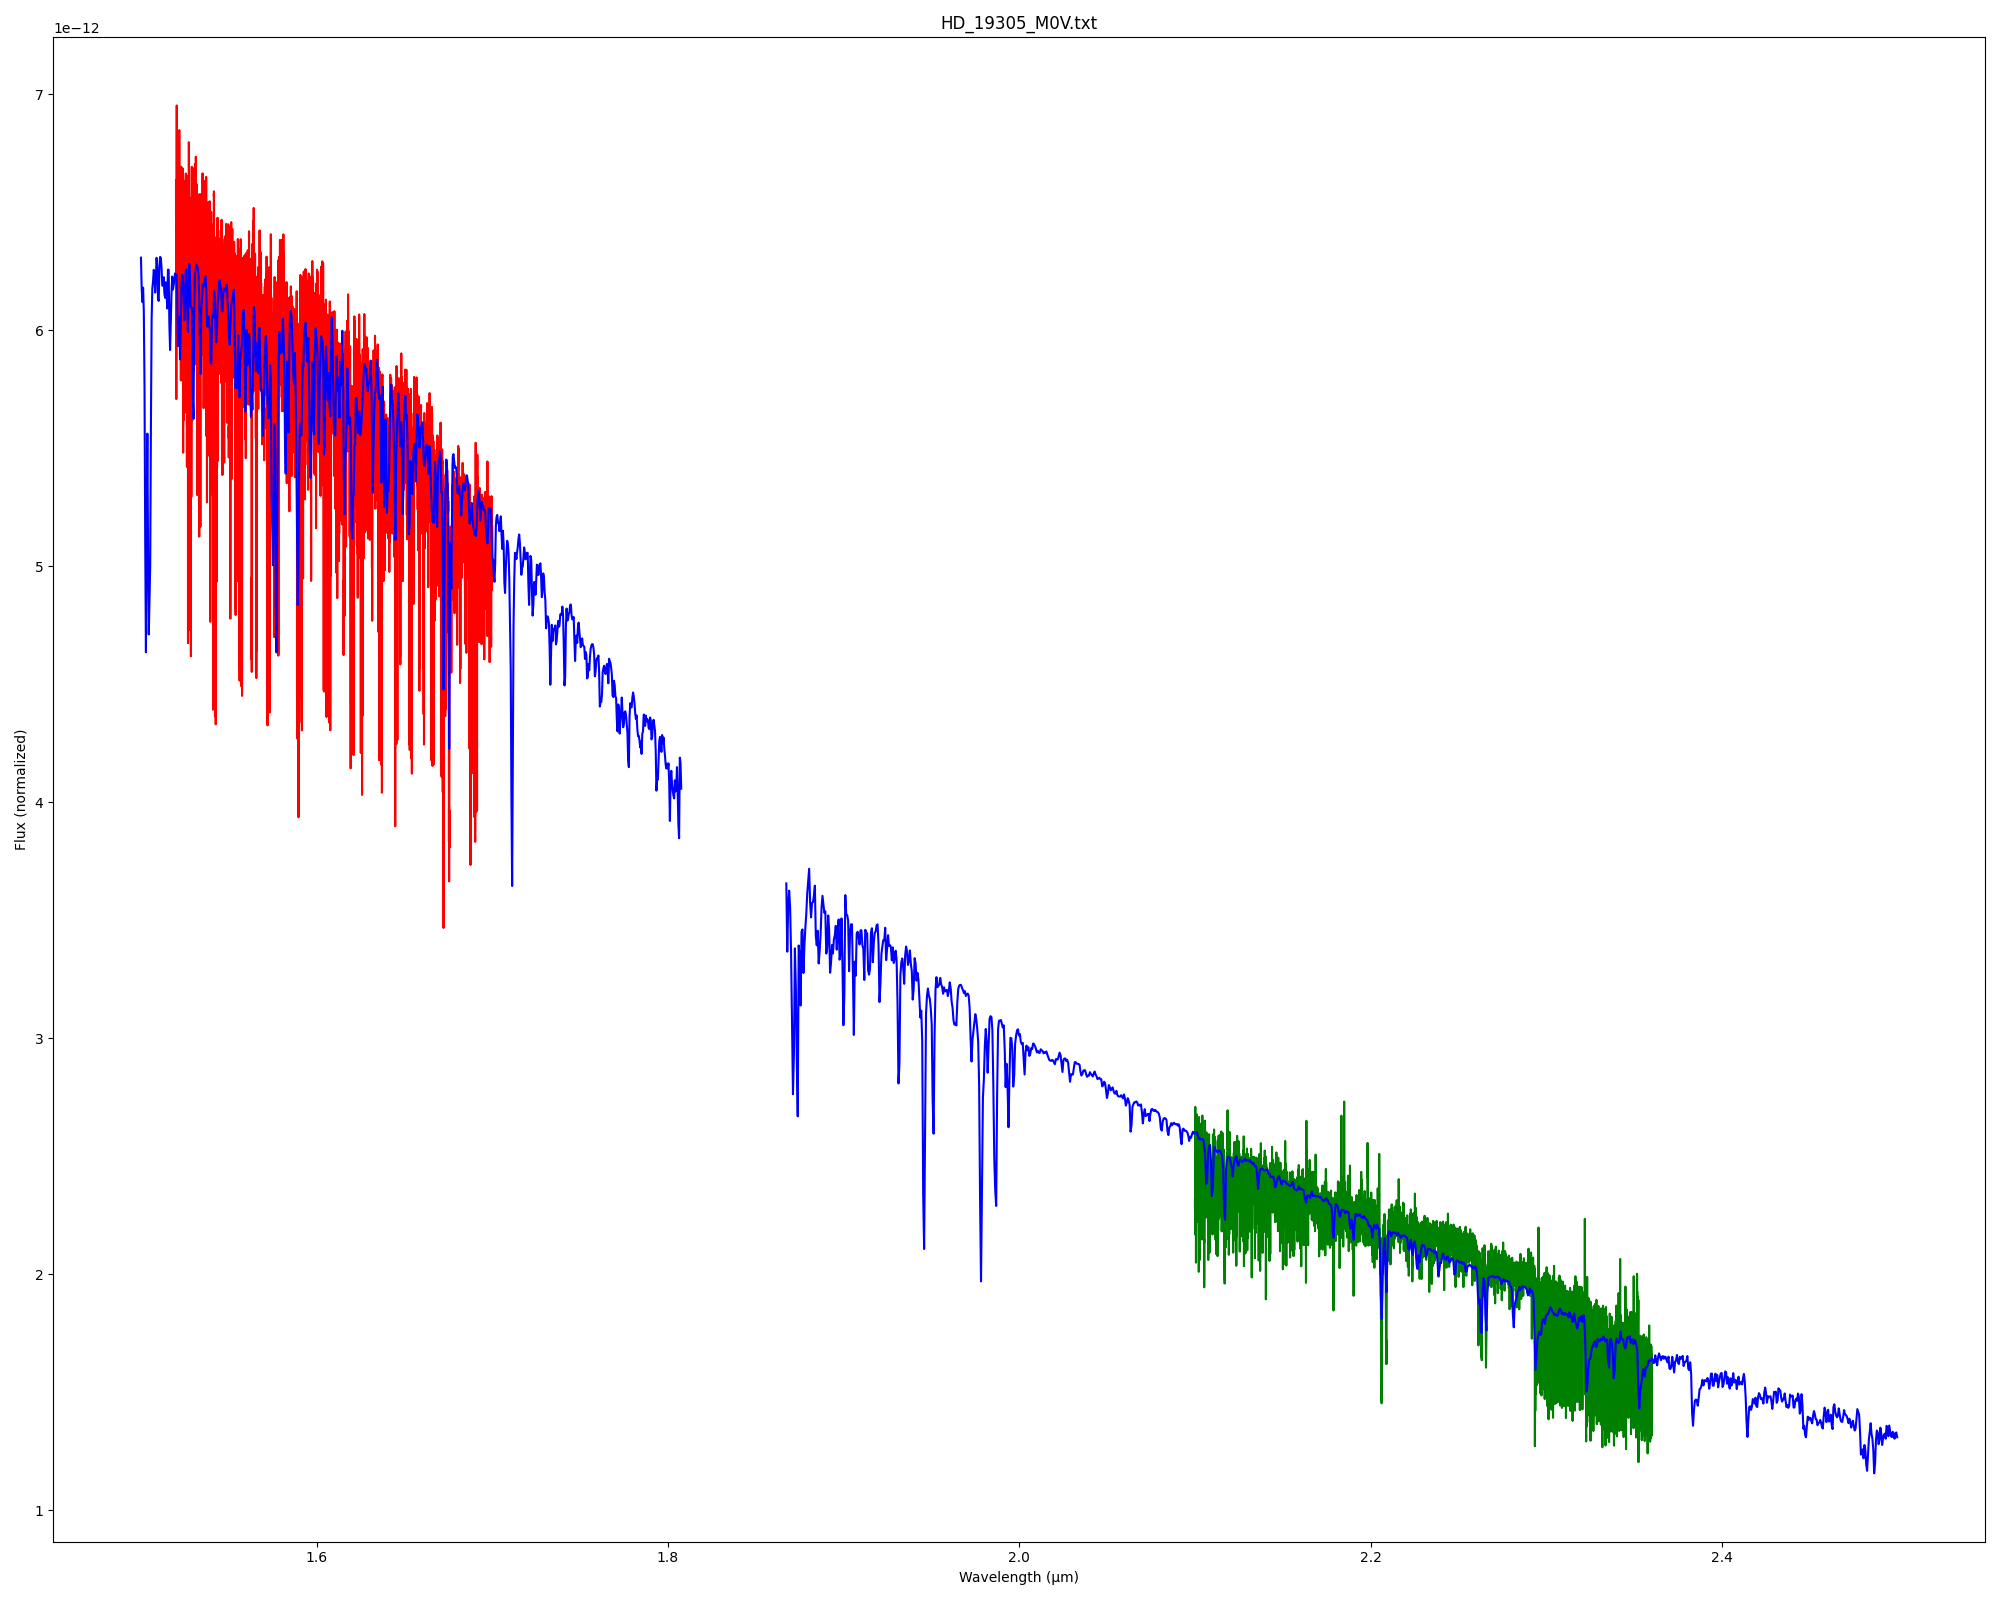 HD_19305_M0V.txt
1e−12
7
6
5
4
3
2
1
Flux (normalized)
1.6 1.8 2.0 2.2 2.4
Wavelength (μm)